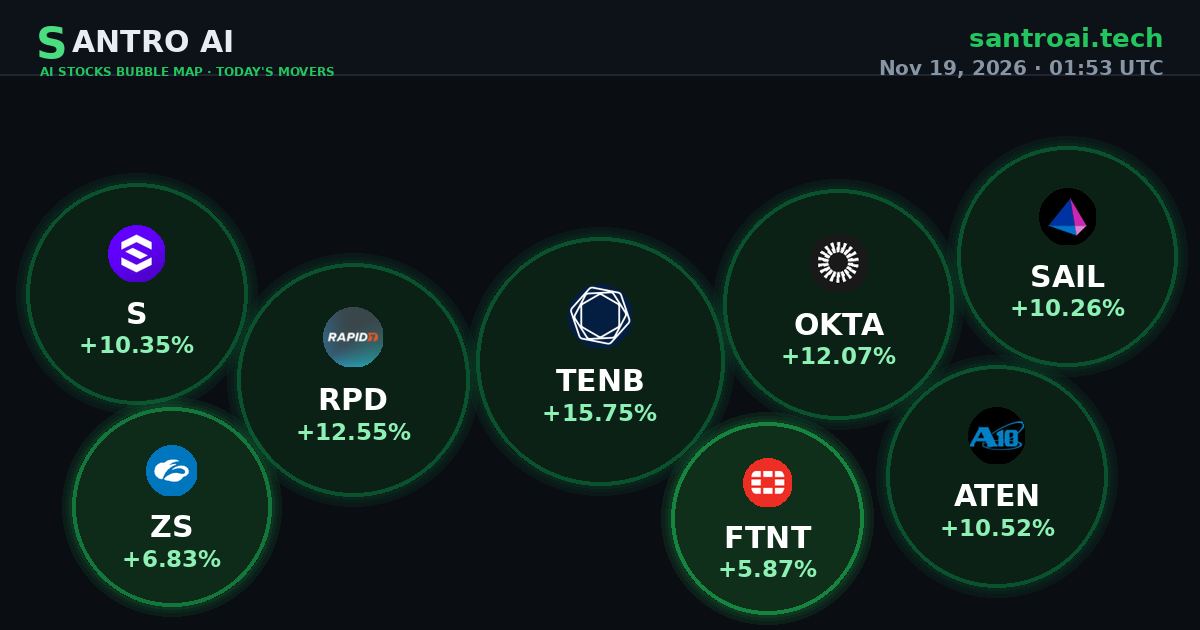 SANTRO AI
AI STOCKS BUBBLE MAP · TODAY'S MOVERS
santroai.tech
Nov 19, 2026 · 01:53 UTC
S
+10.35%
RAPID7
RPD
+12.55%
TENB
+15.75%
OKTA
+12.07%
SAIL
+10.26%
ZS
+6.83%
FTNT
+5.87%
A10
ATEN
+10.52%